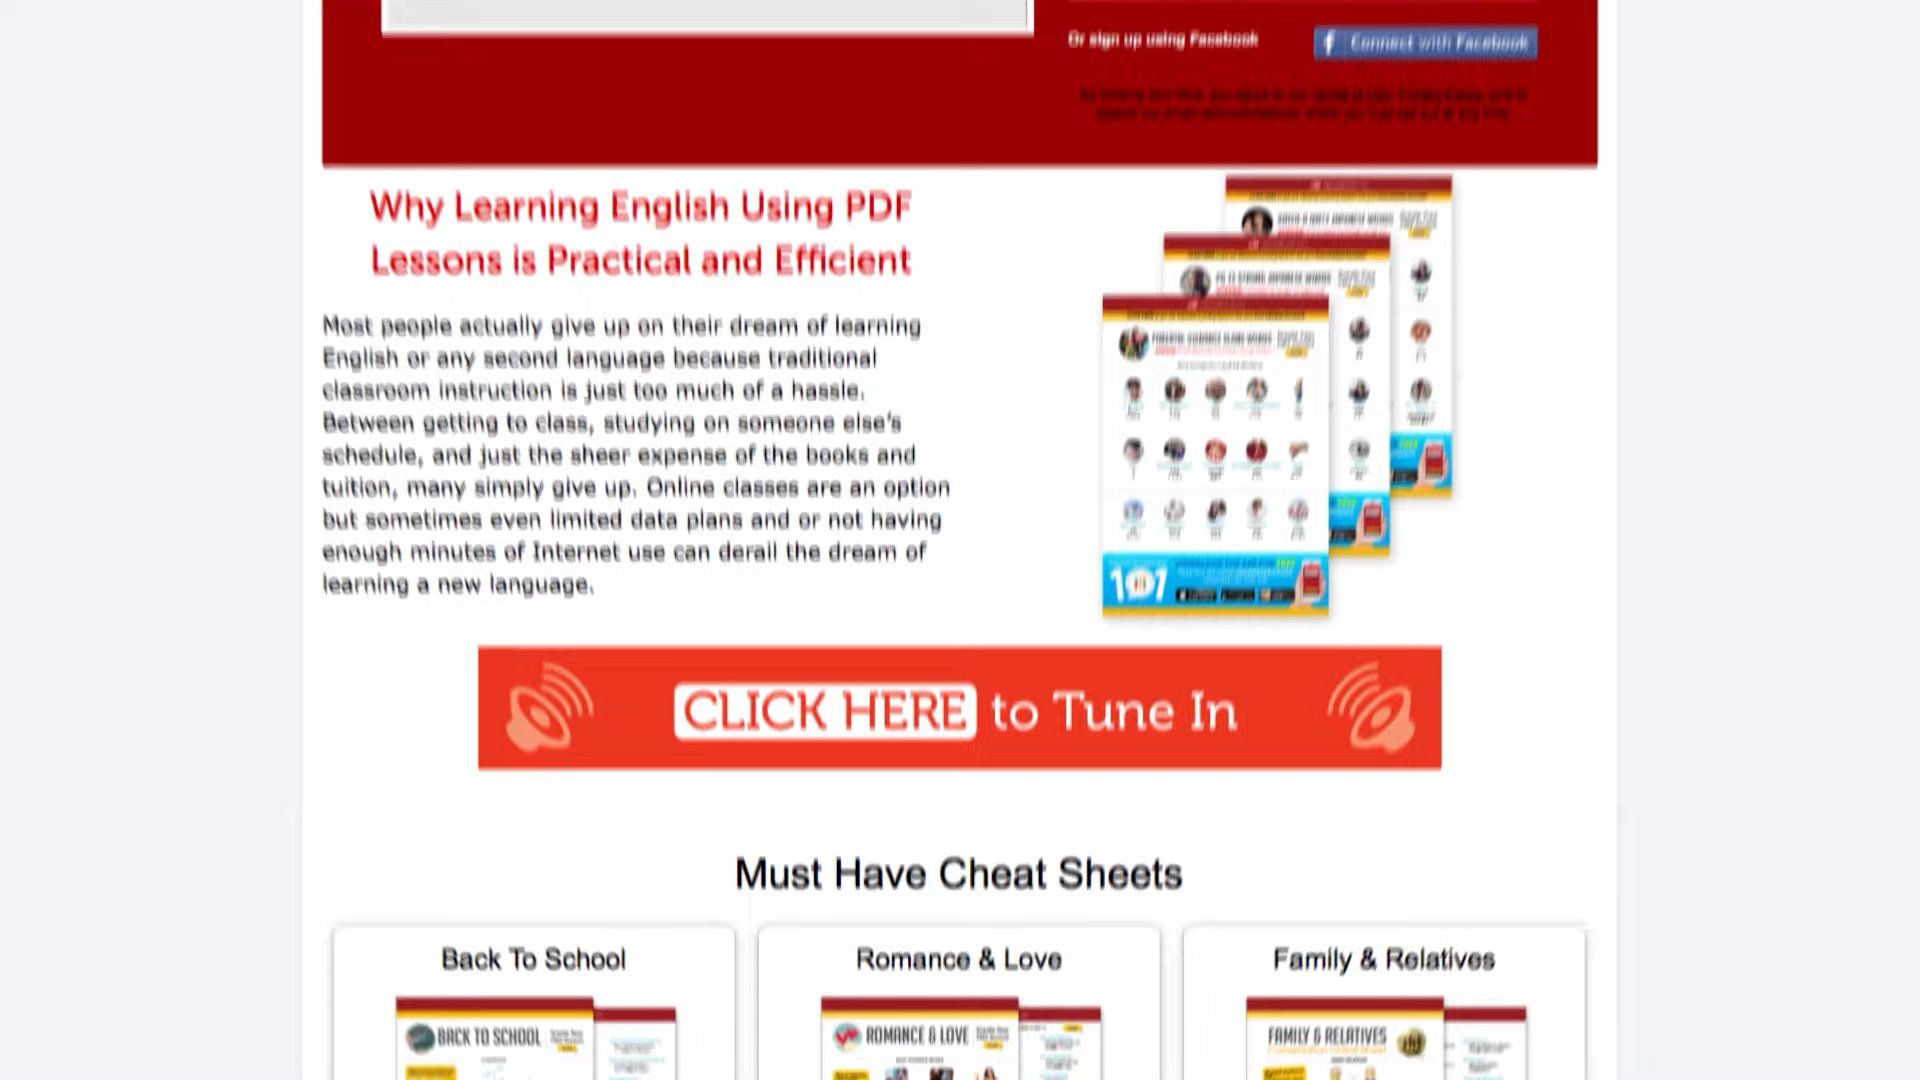 Or sign up using Facebook
Connect with Facebook
Why Learning English Using PDF
Lessons is Practical and Efficient
Most people actually give up on their dream of learning
English or any second language because traditional
classroom instruction is just too much of a hassle.
Between getting to class, studying on someone else's
schedule, and just the sheer expense of the books and
tuition, many simply give up. Online classes are an option
but sometimes even limited data plans and or not having
enough minutes of Internet use can derail the dream of
learning a new language.
101
CLICK HERE to Tune In
Must Have Cheat Sheets
Back To School
Romance & Love
Family & Relatives
BACK TO SCHOOL
ROMANCE & LOVE
FAMILY & RELATIVES